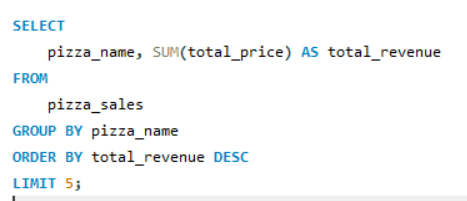 SELECT
    pizza_name, SUM(total_price) AS total_revenue
FROM
    pizza_sales
GROUP BY pizza_name
ORDER BY total_revenue DESC
LIMIT 5;